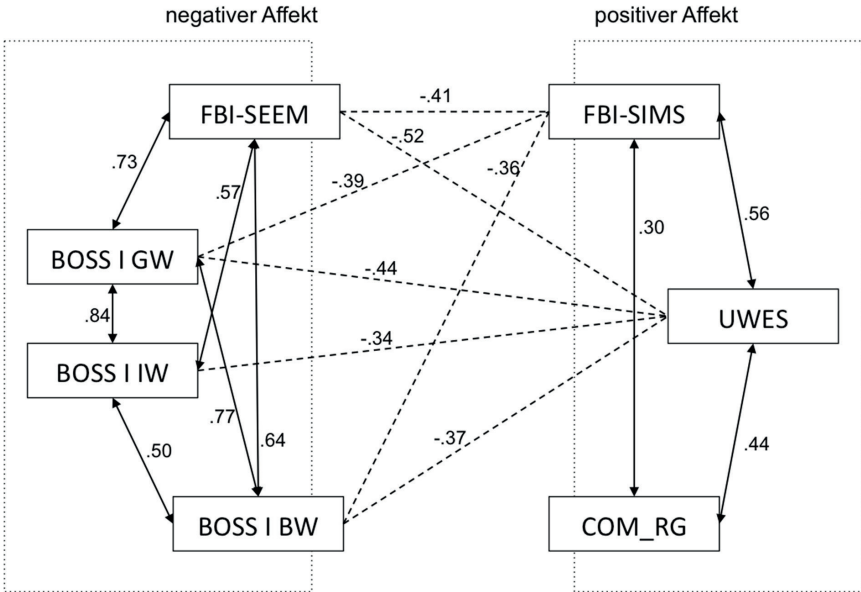 negativer Affekt
positiver Affekt
FBI-SEEM
-.41
FBI-SIMS
-.52
.73
-.36
-.39
.57
.56
.30
BOSS I GW
-.44
UWES
.84
-.34
BOSS I IW
.77
.64
-.37
.50
.44
BOSS I BW
COM_RG